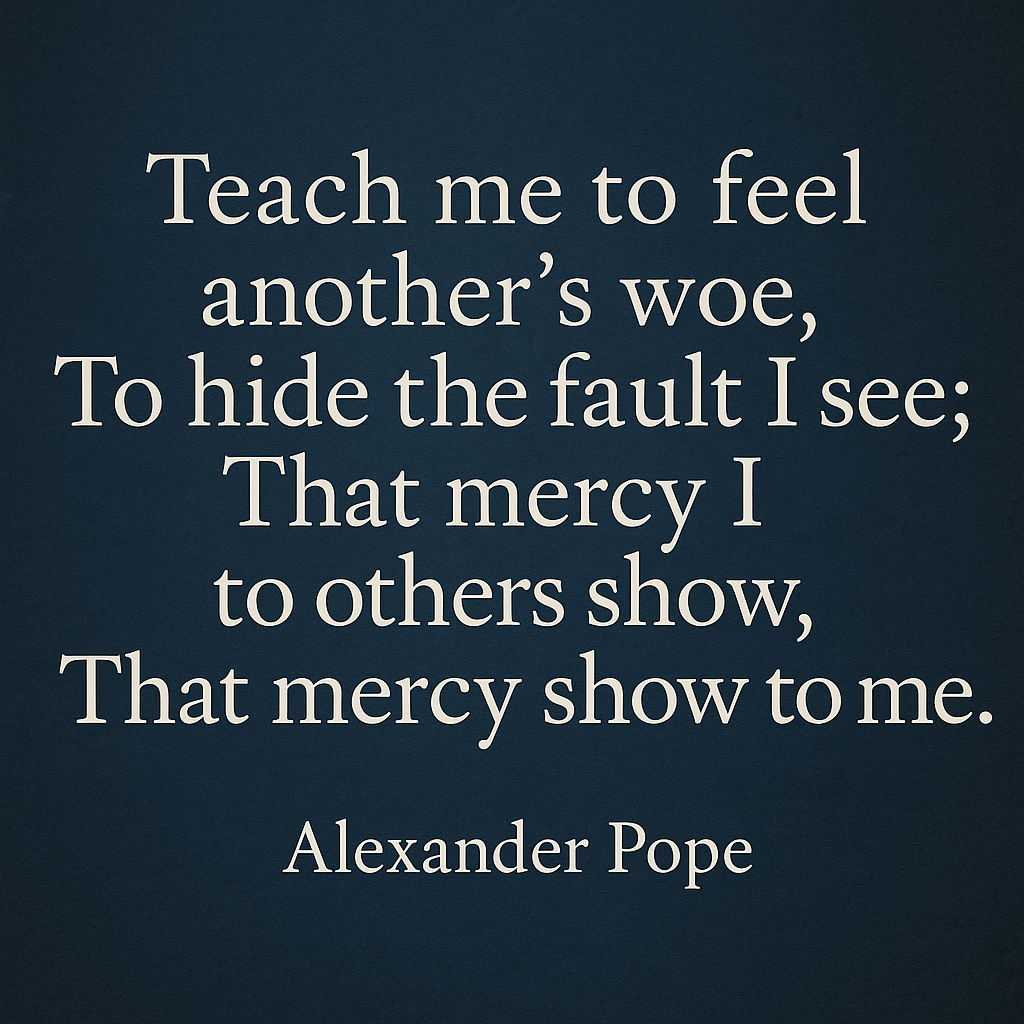 Teach me to feel
another’s woe,
To hide the fault I see;
That mercy I
to others show,
That mercy show to me.
Alexander Pope